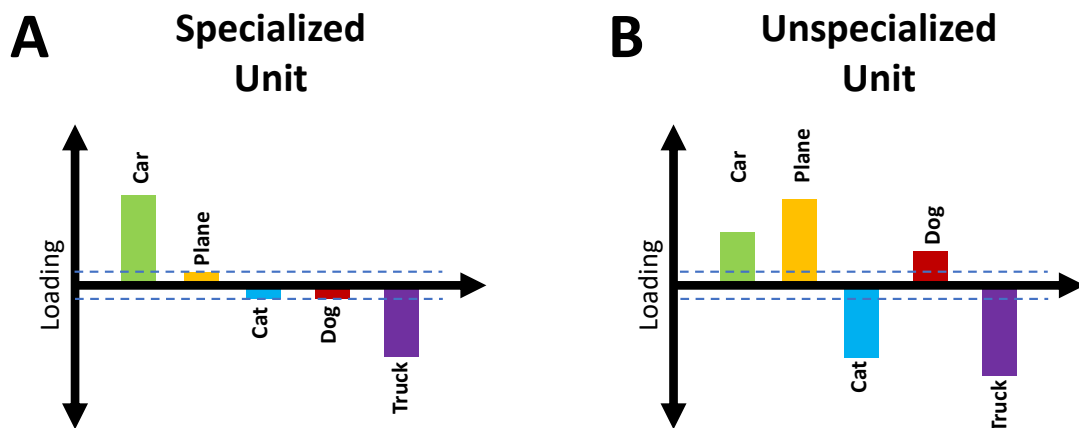 A
Specialized
Unit
Loading
Car
Plane
Cat
Dog
Truck
B
Unspecialized
Unit
Loading
Car
Plane
Cat
Dog
Truck